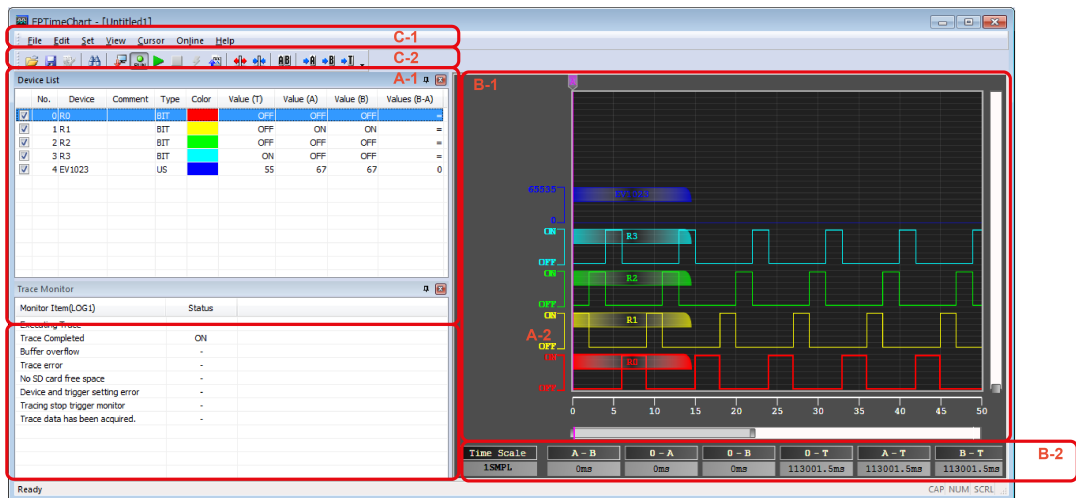 FPTimeChart - [Untitled1]
File Edit Set View Cursor Online Help C-1
AB A B T C-2
Device List A-1
No. Device Comment Type Color Value (T) Value (A) Value (B) Values (B-A)
0 R0 BIT OFF OFF OFF =
1 R1 BIT OFF ON ON =
2 R2 BIT OFF OFF OFF =
3 R3 BIT ON OFF OFF =
4 EV1023 US 55 67 67 0
Trace Monitor
Monitor Item(LOG1) Status
Executing Trace -
Trace Completed ON
Buffer overflow -
Trace error -
No SD card free space -
Device and trigger setting error -
Tracing stop trigger monitor -
Trace data has been acquired. -
A-2
B-1
65535
EV1023
0
ON
R3
OFF
ON
R2
OFF
ON
R1
OFF
ON
R0
OFF
0 5 10 15 20 25 30 35 40 45 50
Time Scale A - B 0 - A 0 - B 0 - T A - T B - T B-2
1SMPL 0ms 0ms 0ms 113001.5ms 113001.5ms 113001.5ms
Ready CAP NUM SCRL